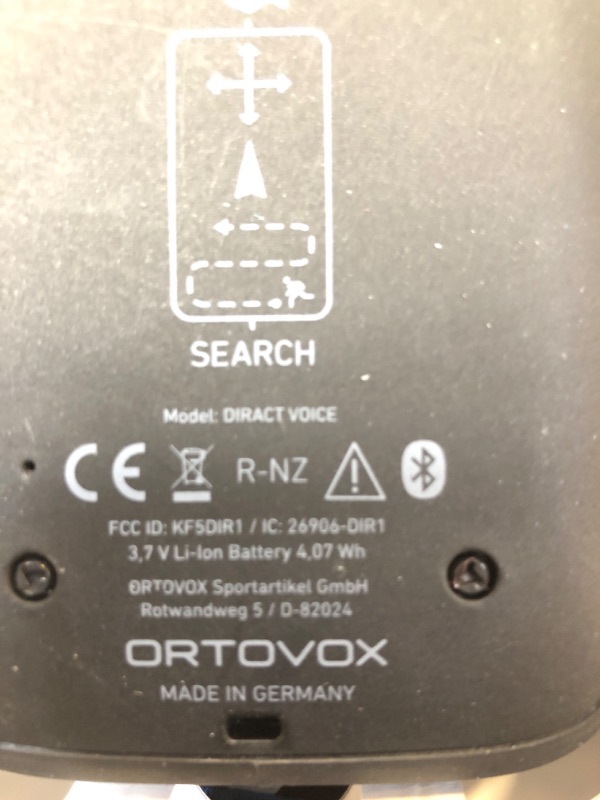 SEARCH
Model: DIRACT VOICE
CE R-NZ
FCC ID: KF5DIR1 / IC: 26906-DIR1
3,7 V Li-Ion Battery 4,07 Wh
ORTOVOX Sportartikel GmbH
Rotwandweg 5 / D-82024
ORTOVOX
MADE IN GERMANY